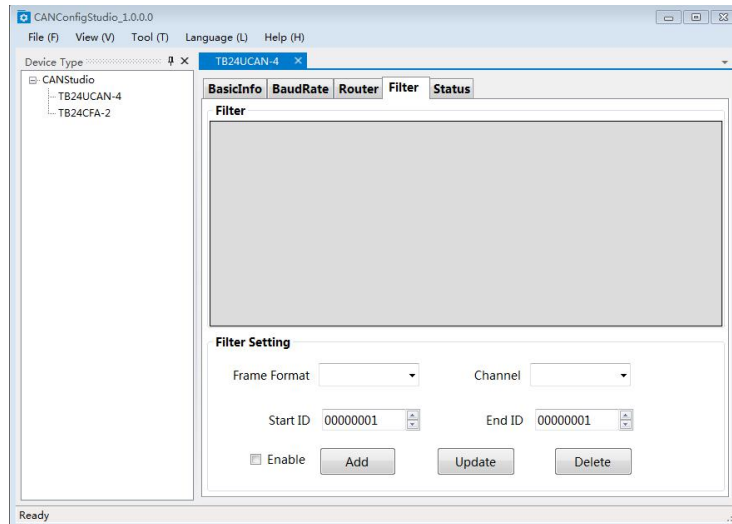 CANConfigStudio_1.0.0.0
File (F) View (V) Tool (T) Language (L) Help (H)
Device Type
TB24UCAN-4
CANStudio
TB24UCAN-4
TB24CFA-2
BasicInfo BaudRate Router Filter Status
Filter
Filter Setting
Frame Format Channel
Start ID 00000001 End ID 00000001
Enable Add Update Delete
Ready